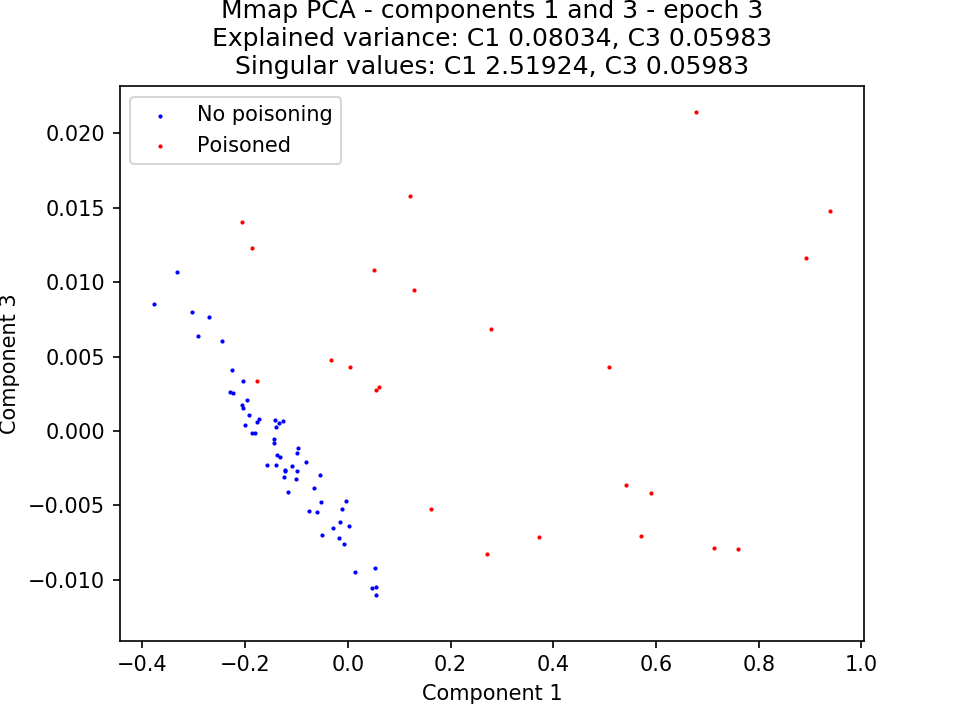 Mmap PCA - components 1 and 3 - epoch 3
Explained variance: C1 0.08034, C3 0.05983
Singular values: C1 2.51924, C3 0.05983
No poisoning
Poisoned
0.020
0.015
0.010
0.005
0.000
−0.005
−0.010
Component 3
−0.4
−0.2
0.0
0.2
0.4
0.6
0.8
1.0
Component 1